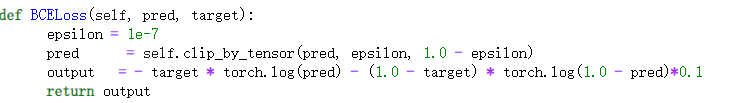 def BCELoss(self, pred, target):
    epsilon = 1e-7
    pred    = self.clip_by_tensor(pred, epsilon, 1.0 - epsilon)
    output  = - target * torch.log(pred) - (1.0 - target) * torch.log(1.0 - pred)*0.1
    return output